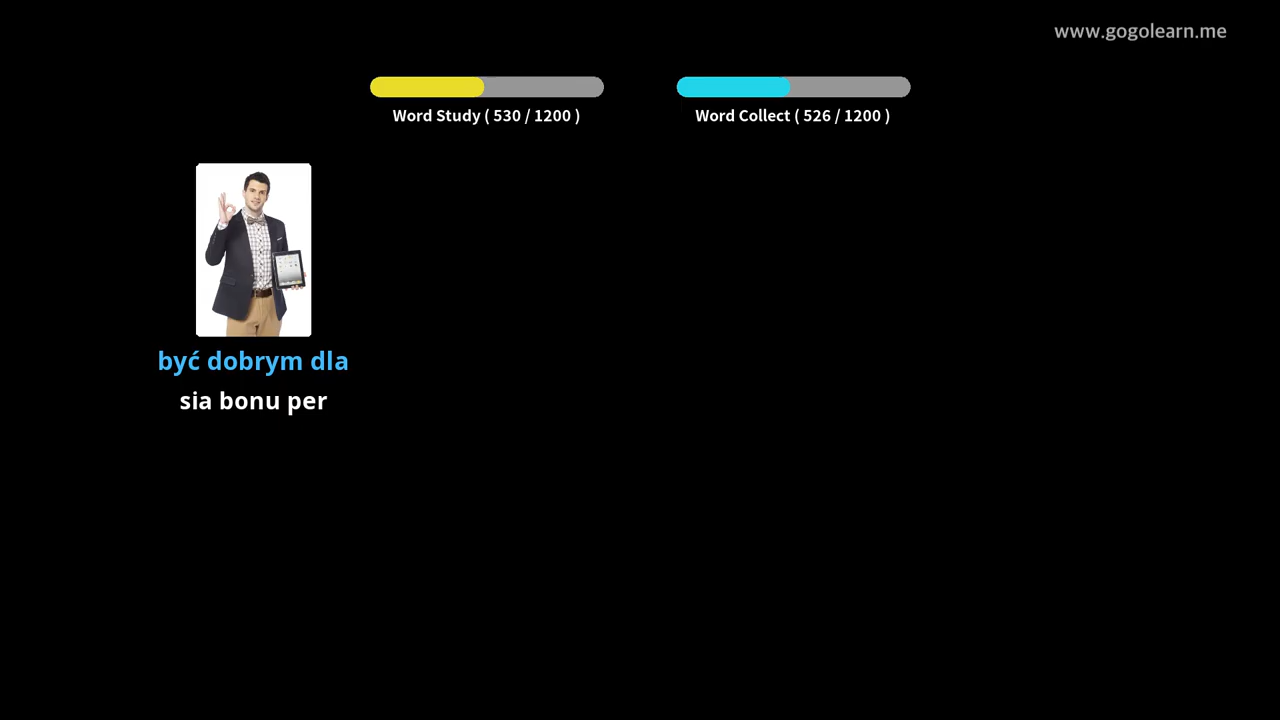 www.gogolearn.me
Word Study ( 530 / 1200 )
Word Collect ( 526 / 1200 )
być dobrym dla
sia bonu per